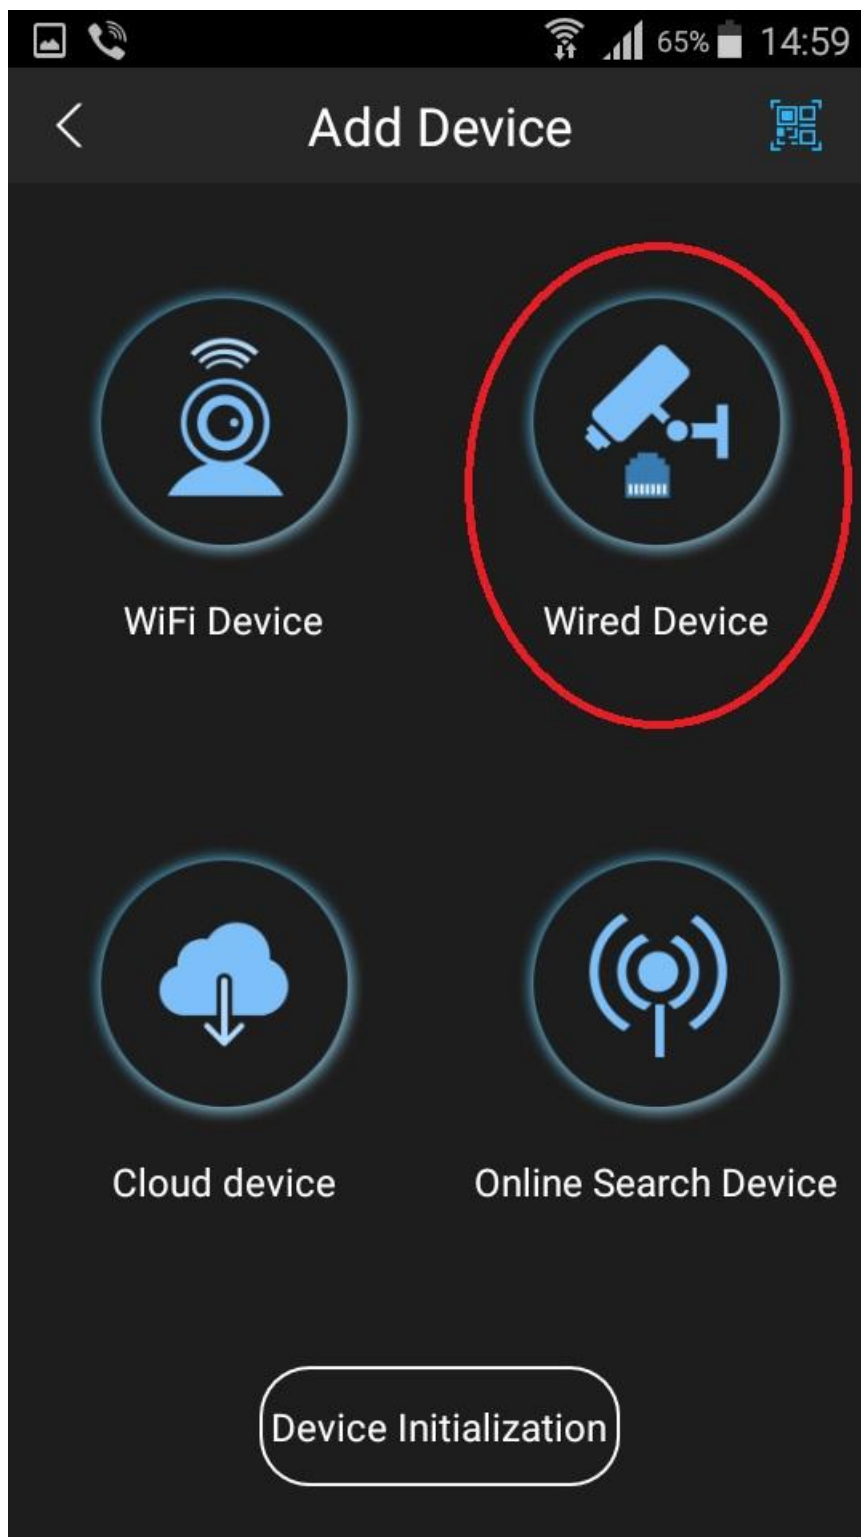 65% 14:59
Add Device
WiFi Device
Wired Device
Cloud device
Online Search Device
Device Initialization